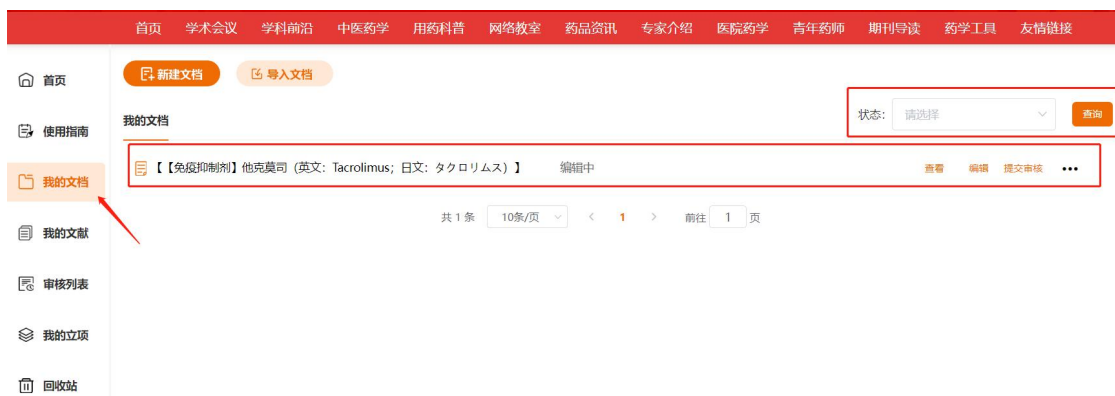 首页 学术会议 学科前沿 中医药学 用药科普 网络教室 药品资讯 专家介绍 医院药学 青年药师 期刊导读 药学工具 友情链接
首页
使用指南
我的文档
我的文献
审核列表
我的立项
回收站
新建文档 导入文档
我的文档
状态： 请选择 查询
【【免疫抑制剂】他克莫司（英文：Tacrolimus；日文：タクロリムス）】 编辑中 查看 编辑 提交审核 •••
共 1 条 10条/页 < 1 > 前往 1 页